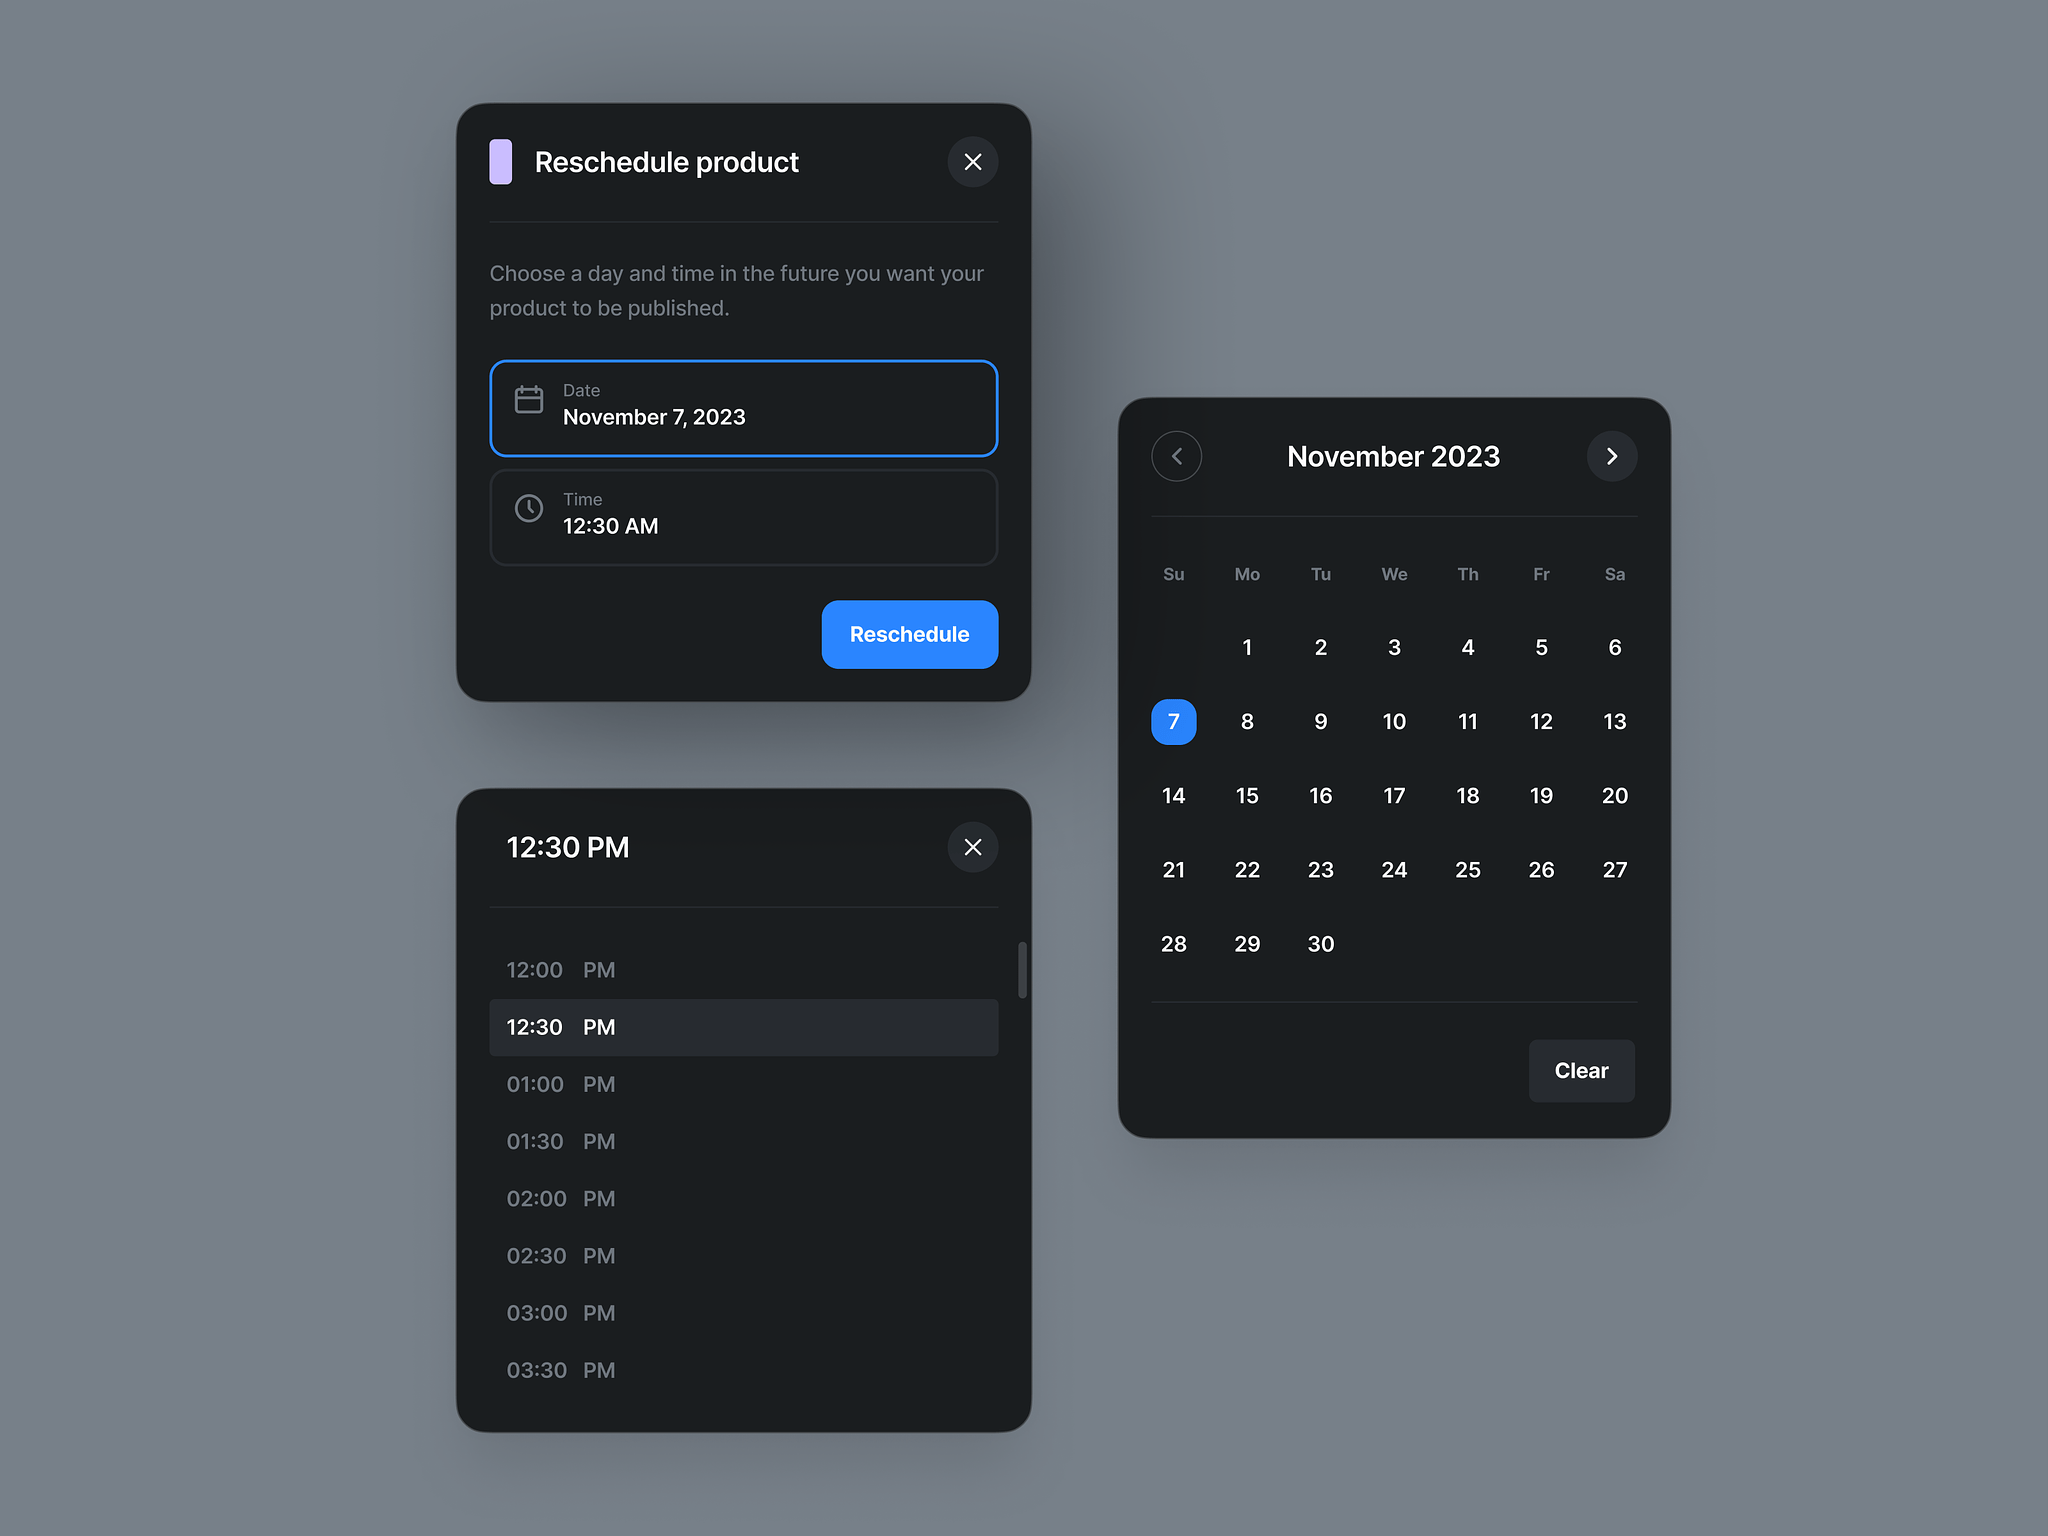 Reschedule product
Choose a day and time in the future you want your
product to be published.
Date
November 7, 2023
Time
12:30 AM
Reschedule
12:30 PM
12:00 PM
12:30 PM
01:00 PM
01:30 PM
02:00 PM
02:30 PM
03:00 PM
03:30 PM
November 2023
Su Mo Tu We Th Fr Sa
1 2 3 4 5 6
7 8 9 10 11 12 13
14 15 16 17 18 19 20
21 22 23 24 25 26 27
28 29 30
Clear